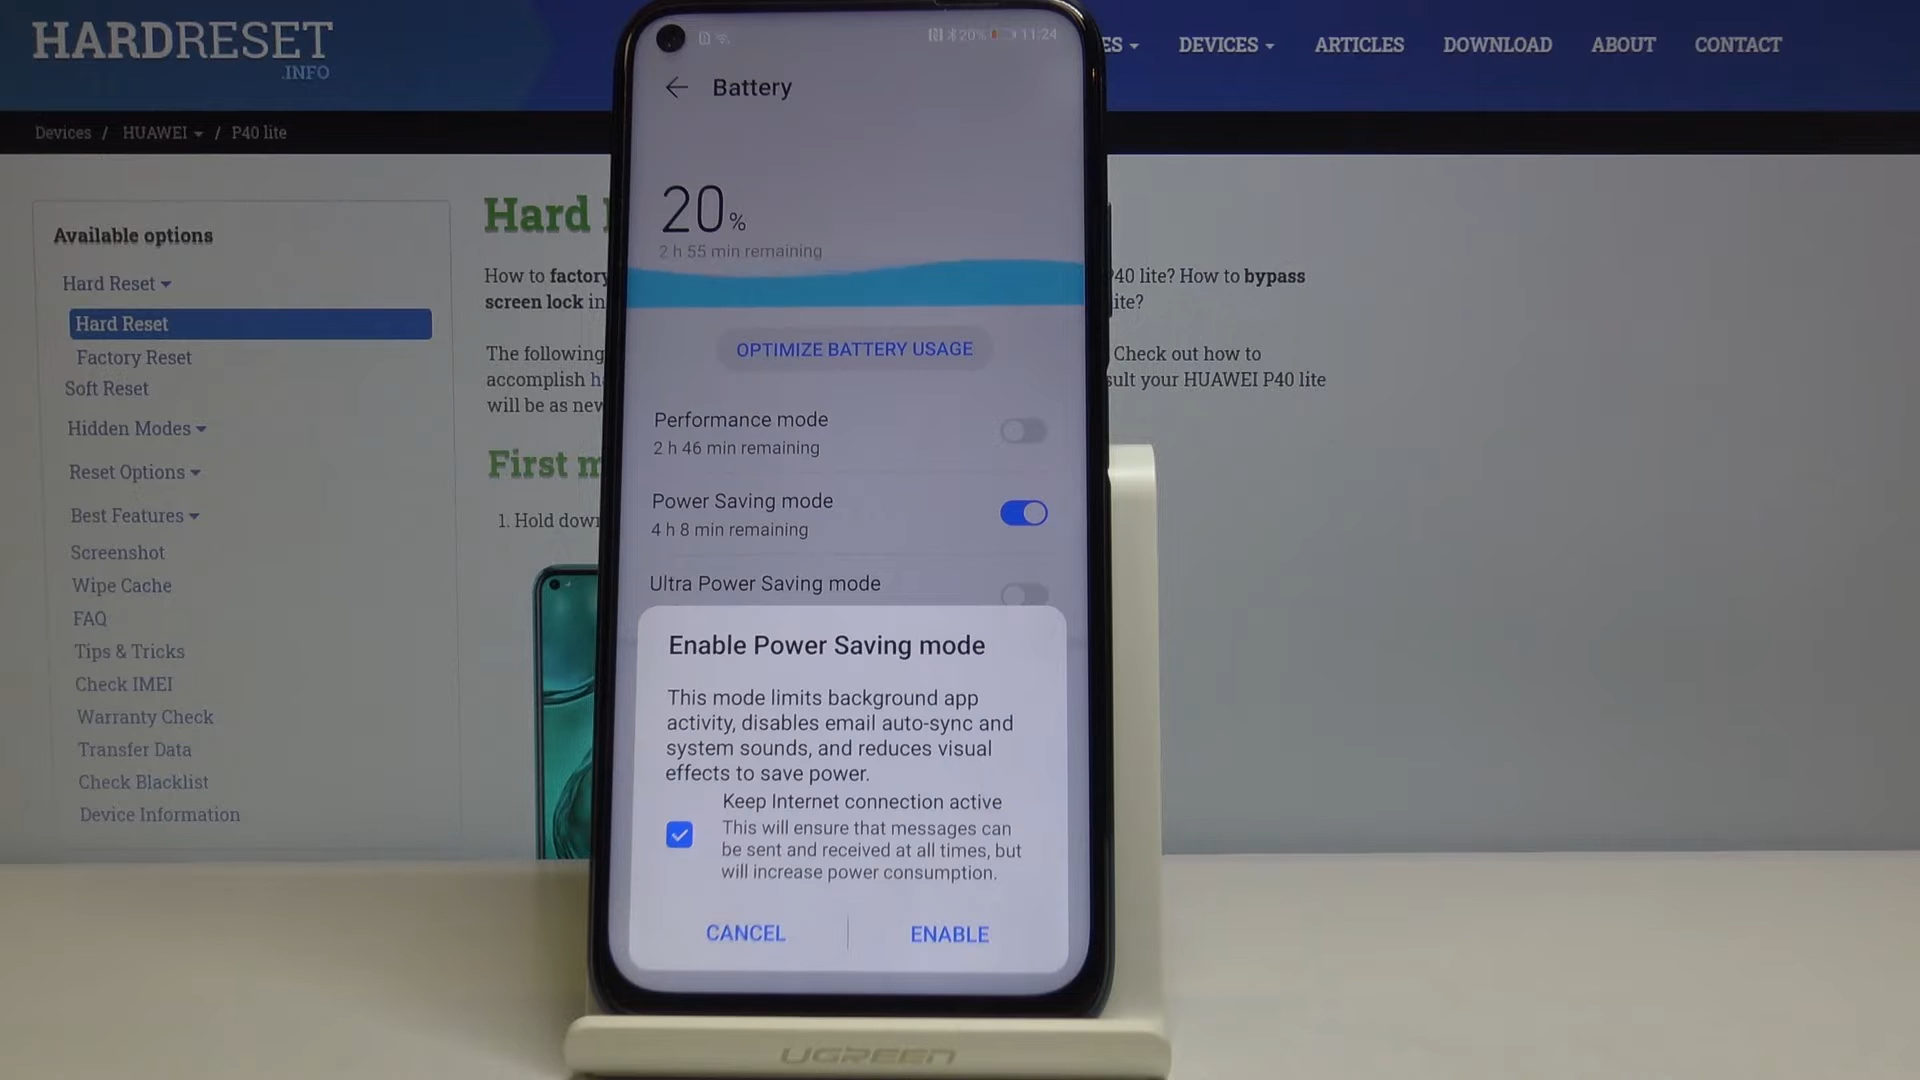 HARDRESET
.INFO
ES
DEVICES
ARTICLES
DOWNLOAD
ABOUT
CONTACT
Devices / HUAWEI / P40 lite
Available options
Hard Reset
Hard Reset
Factory Reset
Soft Reset
Hidden Modes
Reset Options
Best Features
Screenshot
Wipe Cache
FAQ
Tips & Tricks
Check IMEI
Warranty Check
Transfer Data
Check Blacklist
Device Information
Hard
How to factory
screen lock in
The following
accomplish h
will be as new
First m
1. Hold down
P40 lite? How to bypass
ite?
Check out how to
sult your HUAWEI P40 lite
20% 11:24
Battery
20%
2 h 55 min remaining
OPTIMIZE BATTERY USAGE
Performance mode
2 h 46 min remaining
Power Saving mode
4 h 8 min remaining
Ultra Power Saving mode
Enable Power Saving mode
This mode limits background app
activity, disables email auto-sync and
system sounds, and reduces visual
effects to save power.
Keep Internet connection active
This will ensure that messages can
be sent and received at all times, but
will increase power consumption.
CANCEL
ENABLE
UGREEN